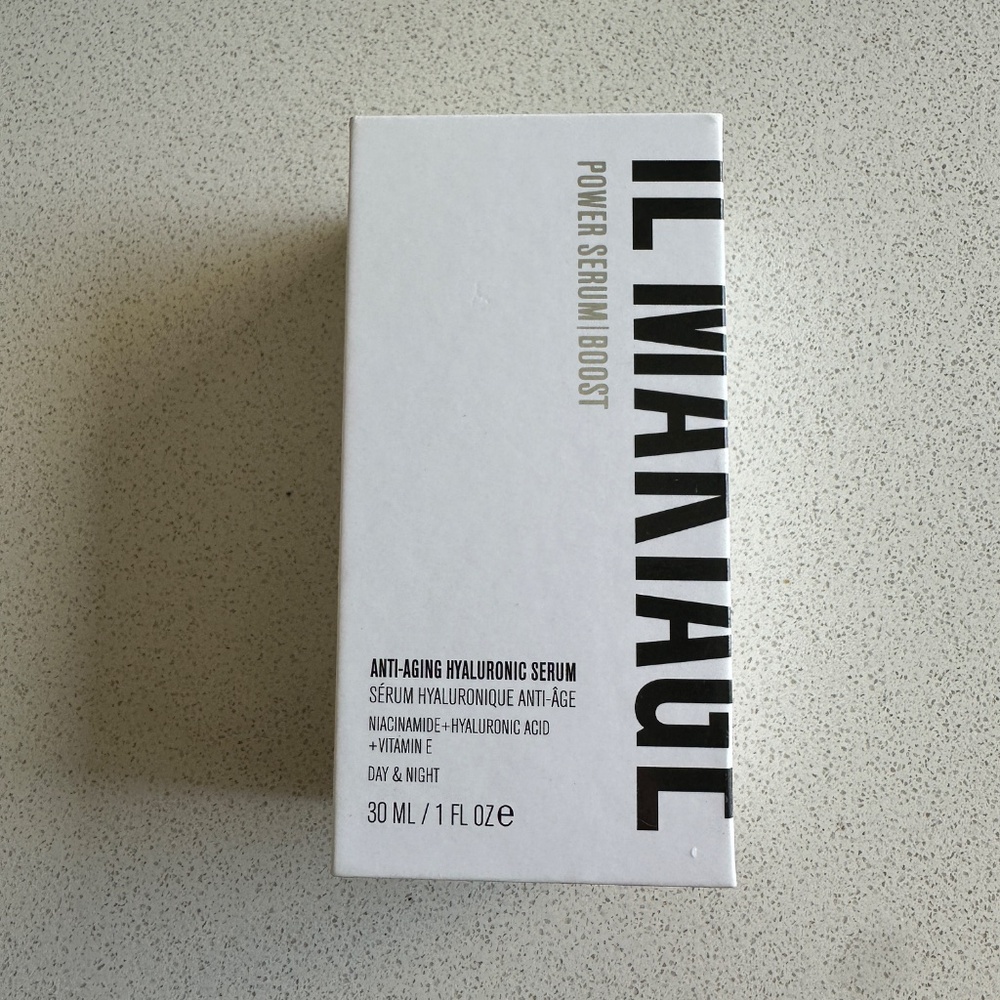 IL MAKIAGE
POWER SERUM | BOOST
ANTI-AGING HYALURONIC SERUM
SÉRUM HYALURONIQUE ANTI-ÂGE
NIACINAMIDE+HYALURONIC ACID
+VITAMIN E
DAY & NIGHT
30 ML / 1 FL OZ e